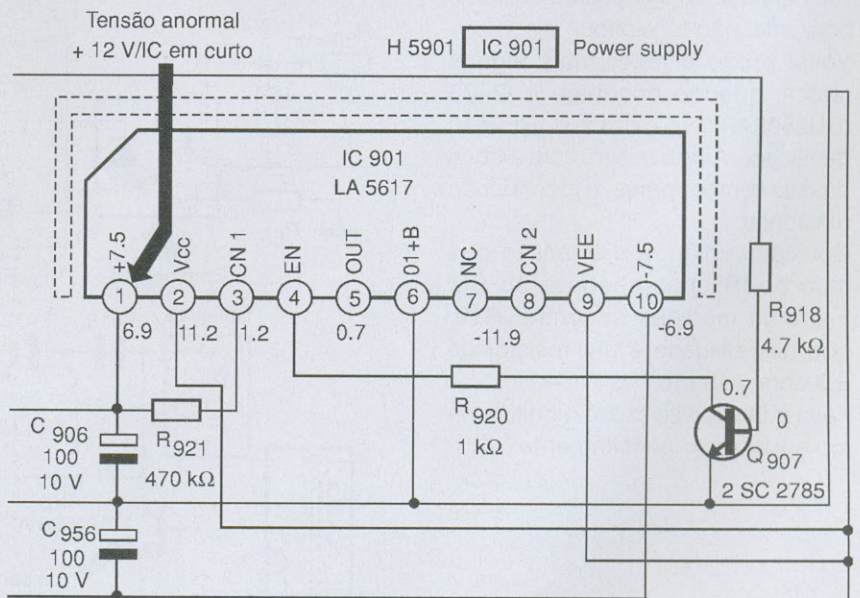 Tensão anormal
+ 12 V/IC em curto
H 5901 IC 901 Power supply
IC 901
LA 5617
+7.5
Vcc
CN 1
EN
OUT
01+B
NC
CN 2
VEE
-7.5
1 2 3 4 5 6 7 8 9 10
6.9 11.2 1.2 0.7 -11.9 -6.9
R918
4.7 kΩ
C906
100
10 V
R921
470 kΩ
R920
1 kΩ
0.7
0
Q907
2 SC 2785
C956
100
10 V